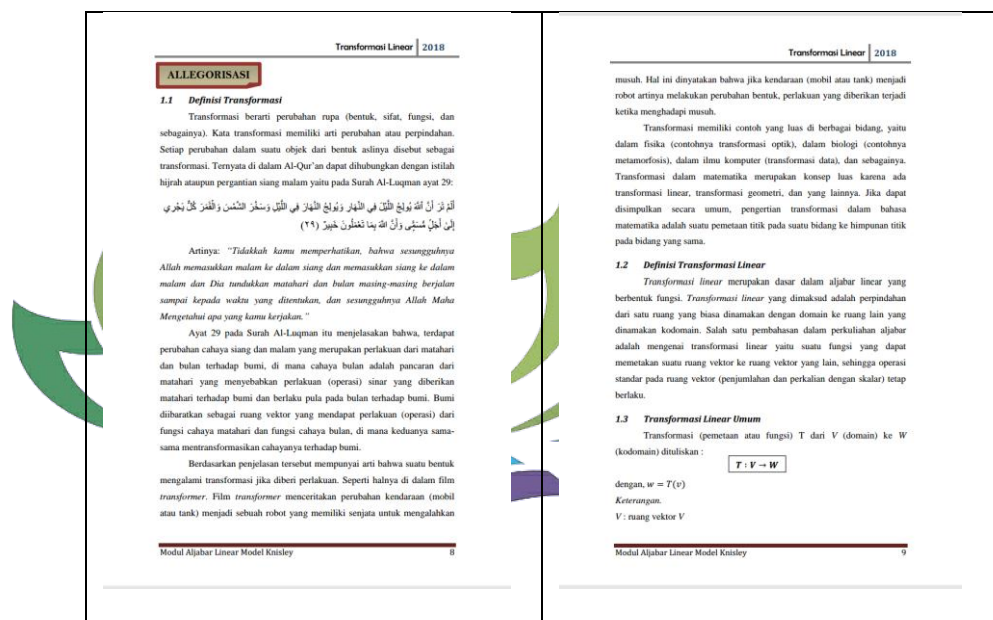 Transformasi Linear 2018
ALLEGORISASI
1.1 Definisi Transformasi
Transformasi berarti perubahan rupa (bentuk, sifat, fungsi, dan
sebagainya). Kata transformasi memiliki arti perubahan atau perpindahan.
Setiap perubahan dalam suatu objek dari bentuk aslinya disebut sebagai
transformasi. Ternyata di dalam Al-Qur'an dapat dihubungkan dengan istilah
hijrah ataupun pergantian siang malam yaitu pada Surah Al-Luqman ayat 29:
أَلَمْ تَرَ أَنَّ اللَّهَ يُولِجُ اللَّيْلَ فِي النَّهَارِ وَيُولِجُ النَّهَارَ فِي اللَّيْلِ وَسَخَّرَ الشَّمْسَ وَالْقَمَرَ كُلٌّ يَجْرِي
إِلَىٰ أَجَلٍ مُّسَمًّى وَأَنَّ اللَّهَ بِمَا تَعْمَلُونَ خَبِيرٌ (٢٩)
Artinya: "Tidakkah kamu memperhatikan, bahwa sesungguhnya
Allah memasukkan malam ke dalam siang dan memasukkan siang ke dalam
malam dan Dia tundukkan matahari dan bulan masing-masing berjalan
sampai kepada waktu yang ditentukan, dan sesungguhnya Allah Maha
Mengetahui apa yang kamu kerjakan."
Ayat 29 pada Surah Al-Luqman itu menjelasakan bahwa, terdapat
perubahan cahaya siang dan malam yang merupakan perlakuan dari matahari
dan bulan terhadap bumi, di mana cahaya bulan adalah pancaran dari
matahari yang menyebabkan perlakuan (operasi) sinar yang diberikan
matahari terhadap bumi dan berlaku pula pada bulan terhadap bumi. Bumi
diibaratkan sebagai ruang vektor yang mendapat perlakuan (operasi) dari
fungsi cahaya matahari dan fungsi cahaya bulan, di mana keduanya sama-
sama mentransformasikan cahayanya terhadap bumi.
Berdasarkan penjelasan tersebut mempunyai arti bahwa suatu bentuk
mengalami transformasi jika diberi perlakuan. Seperti halnya di dalam film
transformer. Film transformer menceritakan perubahan kendaraan (mobil
atau tank) menjadi sebuah robot yang memiliki senjata untuk mengalahkan
Modul Aljabar Linear Model Knisley 8
Transformasi Linear 2018
musuh. Hal ini dinyatakan bahwa jika kendaraan (mobil atau tank) menjadi
robot artinya melakukan perubahan bentuk, perlakuan yang diberikan terjadi
ketika menghadapi musuh.
Transformasi memiliki contoh yang luas di berbagai bidang, yaitu
dalam fisika (contohnya transformasi optik), dalam biologi (contohnya
metamorfosis), dalam ilmu komputer (transformasi data), dan sebagainya.
Transformasi dalam matematika merupakan konsep luas karena ada
transformasi linear, transformasi geometri, dan yang lainnya. Jika dapat
disimpulkan secara umum, pengertian transformasi dalam bahasa
matematika adalah suatu pemetaan titik pada suatu bidang ke himpunan titik
pada bidang yang sama.
1.2 Definisi Transformasi Linear
Transformasi linear merupakan dasar dalam aljabar linear yang
berbentuk fungsi. Transformasi linear yang dimaksud adalah perpindahan
dari satu ruang yang biasa dinamakan dengan domain ke ruang lain yang
dinamakan kodomain. Salah satu pembahasan dalam perkuliahan aljabar
adalah mengenai transformasi linear yaitu suatu fungsi yang dapat
memetakan suatu ruang vektor ke ruang vektor yang lain, sehingga operasi
standar pada ruang vektor (penjumlahan dan perkalian dengan skalar) tetap
berlaku.
1.3 Transformasi Linear Umum
Transformasi (pemetaan atau fungsi) T dari V (domain) ke W
(kodomain) dituliskan :
T : V → W
dengan, w = T(v)
Keterangan.
V : ruang vektor V
Modul Aljabar Linear Model Knisley 9